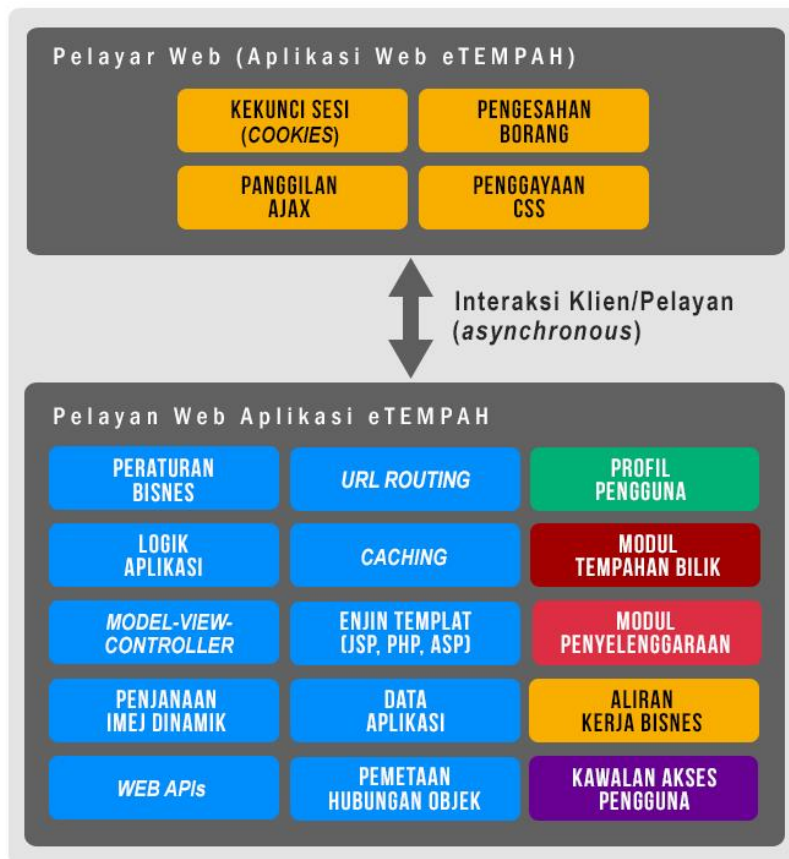 Pelayar Web (Aplikasi Web eTEMPAH)
KEKUNCI SESI
(COOKIES)
PENGESAHAN
BORANG
PANGGILAN
AJAX
PENGGAYAAN
CSS
Interaksi Klien/Pelayan
(asynchronous)
Pelayan Web Aplikasi eTEMPAH
PERATURAN
BISNES
URL ROUTING
PROFIL
PENGGUNA
LOGIK
APLIKASI
CACHING
MODUL
TEMPAHAN BILIK
MODEL-VIEW-
CONTROLLER
ENJIN TEMPLAT
(JSP, PHP, ASP)
MODUL
PENYELENGGARAAN
PENJANAAN
IMEJ DINAMIK
DATA
APLIKASI
ALIRAN
KERJA BISNES
WEB APIs
PEMETAAN
HUBUNGAN OBJEK
KAWALAN AKSES
PENGGUNA